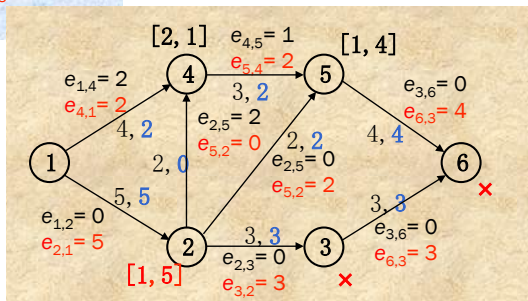 [2,1]
e4,5= 1
e5,4= 2
[1,4]
e1,4= 2
e4,1= 2
4
5
3,2
e3,6= 0
e6,3= 4
4,2
e2,5= 2
e5,2= 0
2,2
4,4
1
2,0
e2,5= 0
e5,2= 2
6
×
5,5
3,3
e1,2= 0
e2,1= 5
2
3,3
3
e3,6= 0
e6,3= 3
[1,5]
e2,3= 0
e3,2= 3
×